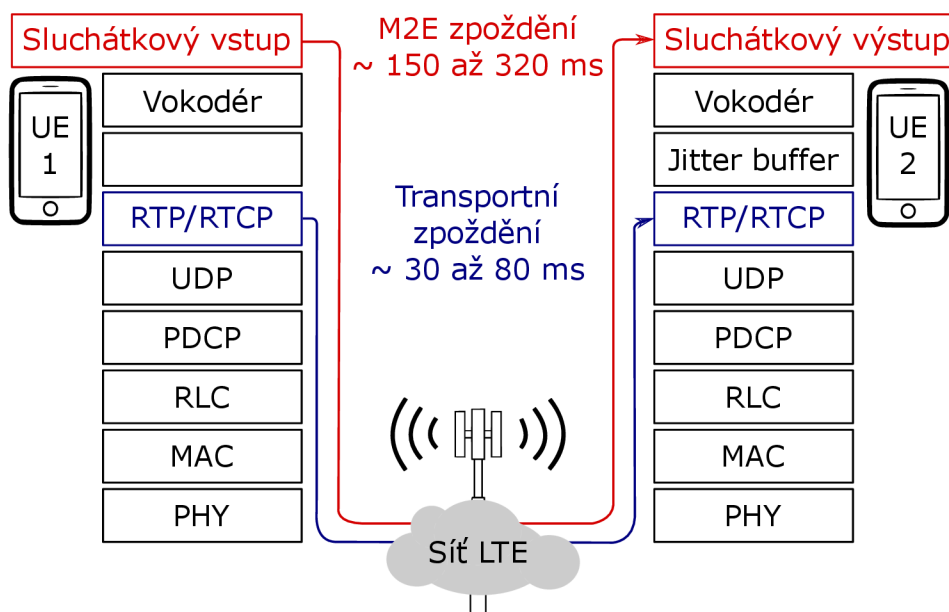 Sluchátkový vstup
M2E zpoždění
~ 150 až 320 ms
Sluchátkový výstup
UE
1
Vokodér
RTP/RTCP
UDP
PDCP
RLC
MAC
PHY
Transportní
zpoždění
~ 30 až 80 ms
Síť LTE
Vokodér
Jitter buffer
RTP/RTCP
UDP
PDCP
RLC
MAC
PHY
UE
2